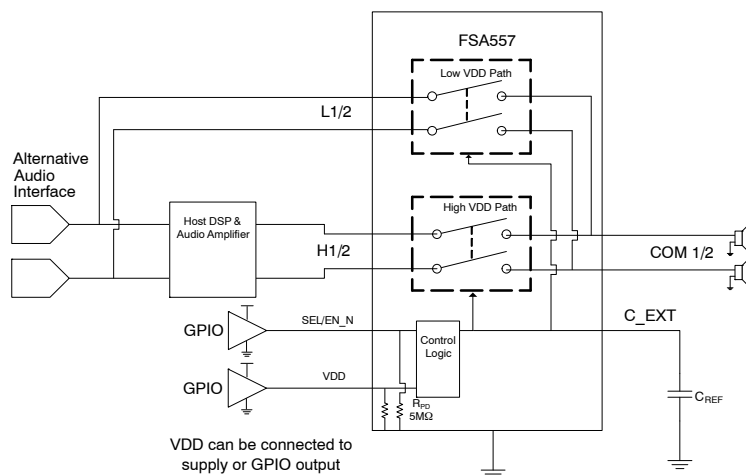 FSA557
Low VDD Path
L1/2
Alternative
Audio
Interface
Host DSP &
Audio Amplifier
High VDD Path
H1/2
COM 1/2
GPIO
SEL/EN_N
Control
Logic
C_EXT
GPIO
VDD
RPD
5MΩ
CREF
VDD can be connected to
supply or GPIO output